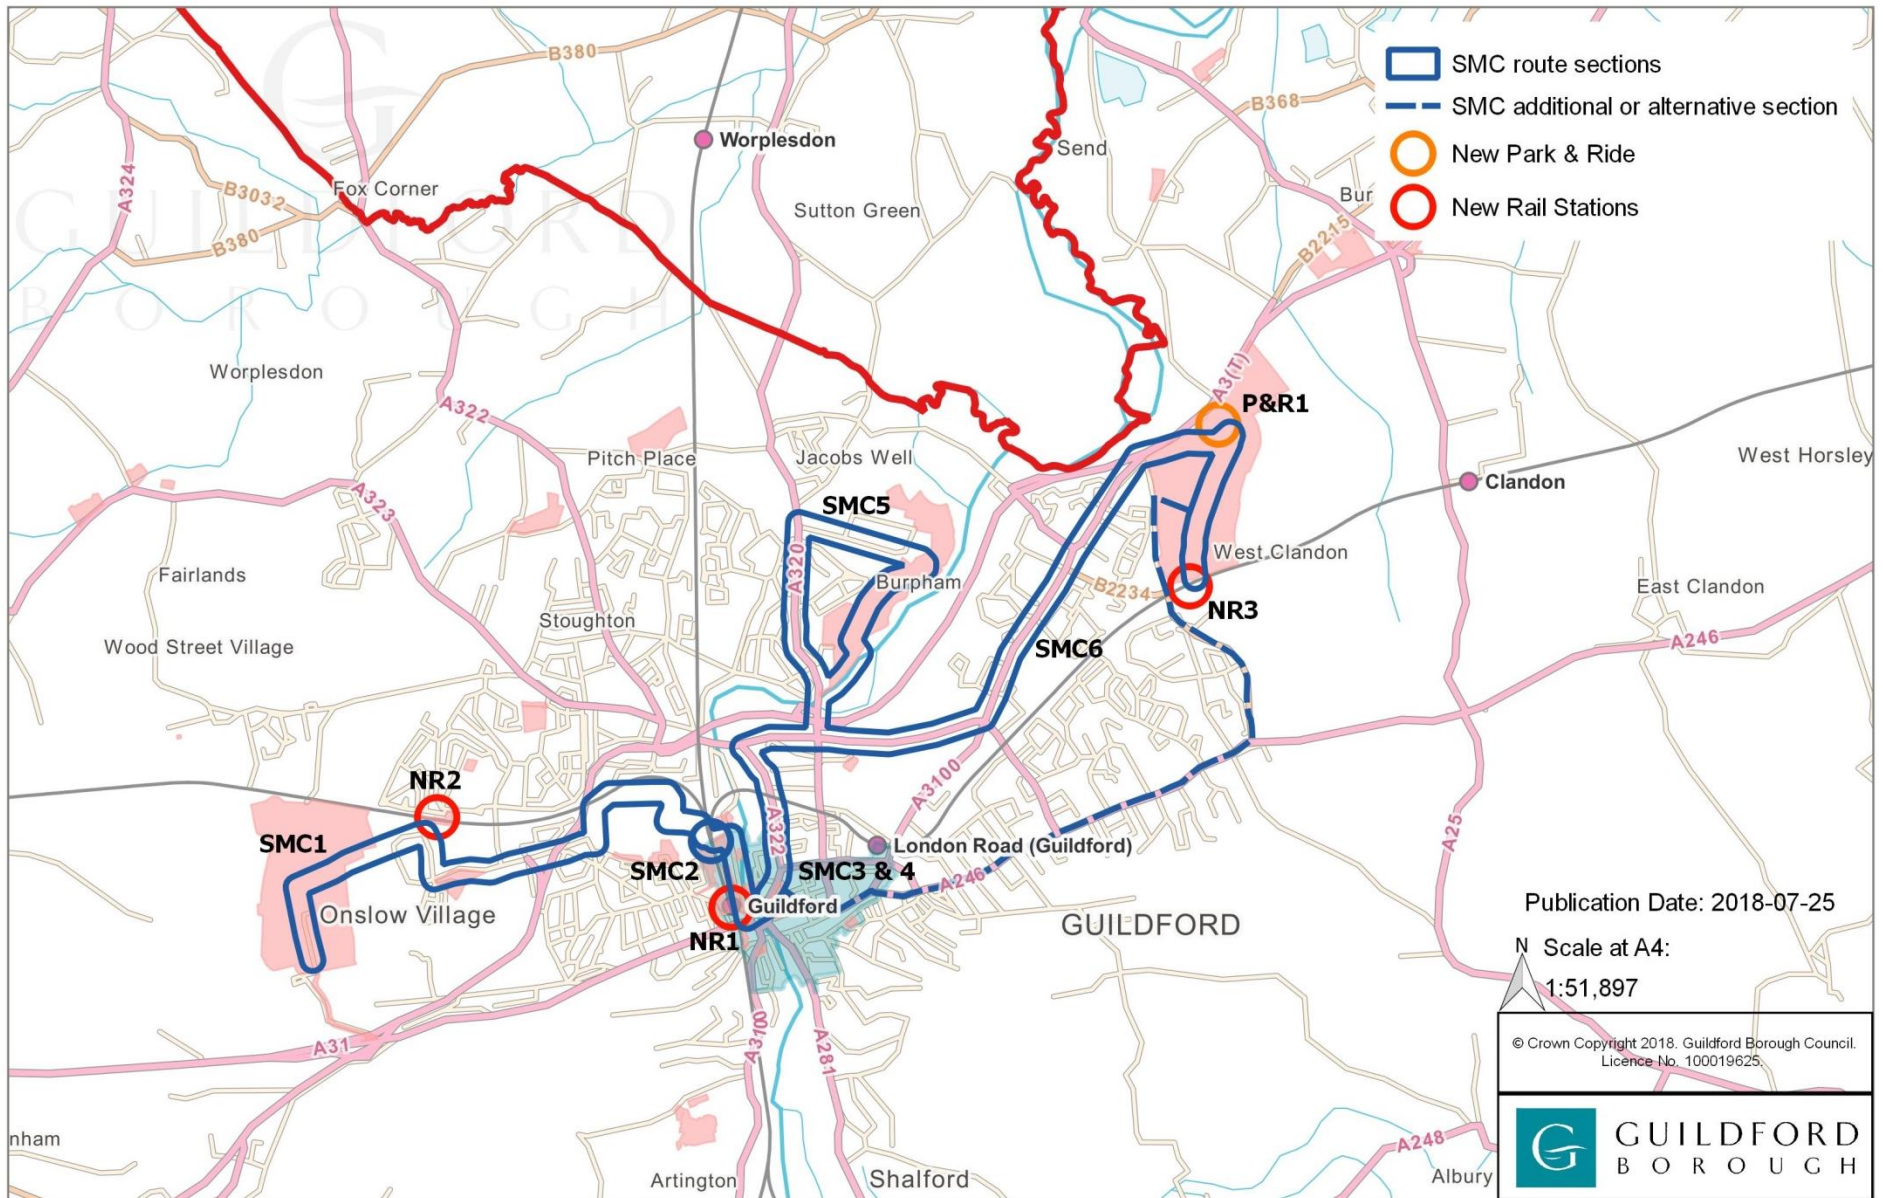 B380
SMC route sections
SMC additional or alternative section
New Park & Ride
New Rail Stations
B368
Send
Worplesdon
A324
B3032
Fox Corner
Bur
Sutton Green
B380
B2215
GUILDFORD
BOROUGH
Worplesdon
A322
A3(T)
P&R1
Pitch Place
Jacobs Well
West Horsley
Clandon
A323
SMC5
A320
West Clandon
Fairlands
Burpham
B2234
East Clandon
NR3
Stoughton
Wood Street Village
SMC6
A246
NR2
A3100
SMC1
A322
London Road (Guildford)
A25
SMC2
SMC3 & 4
A246
Onslow Village
Guildford
GUILDFORD
NR1
Publication Date: 2018-07-25
N
Scale at A4:
1:51,897
A31
A3100
A281
© Crown Copyright 2018. Guildford Borough Council.
Licence No. 100019625.
nham
A248
Artington
Shalford
Albury
G
GUILDFORD
BOROUGH